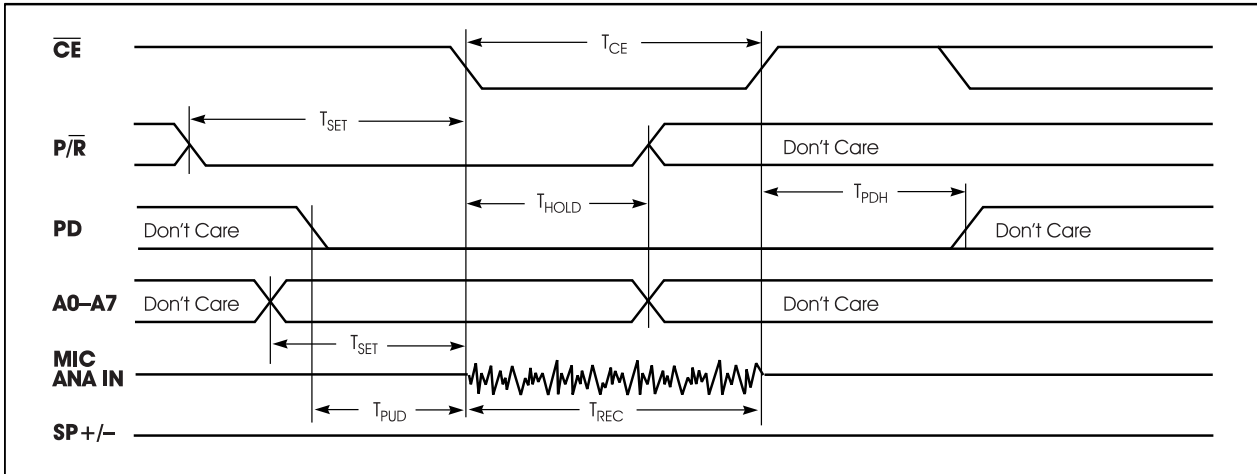 C̅E̅
T_CE
T_SET
P/R̅
Don't Care
T_HOLD
T_PDH
PD
Don't Care
Don't Care
A0–A7
Don't Care
Don't Care
T_SET
MIC
ANA IN
T_PUD
T_REC
SP+/–